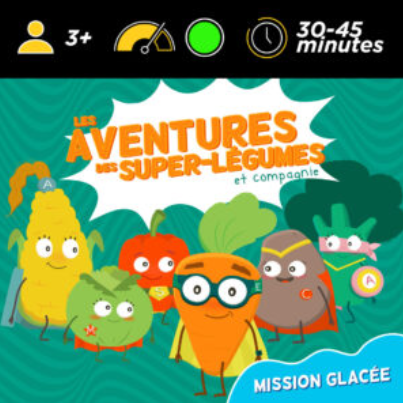 3+
30-45
minutes
LES
AVENTURES
DES SUPER-LÉGUMES
et compagnie
A
S
E
C
A
MISSION GLACÉE